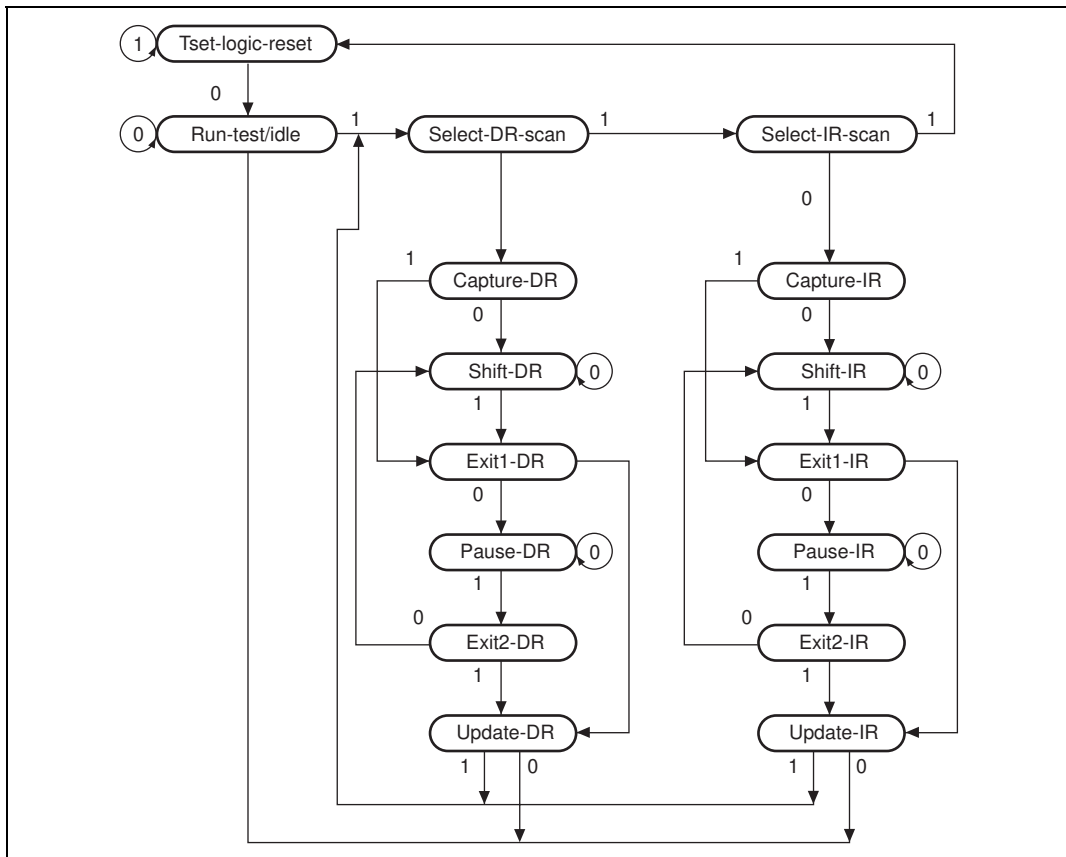 1 Tset-logic-reset
0
0 Run-test/idle 1 Select-DR-scan 1 Select-IR-scan 1
0
1 1
Capture-DR Capture-IR
0 0
Shift-DR 0 Shift-IR 0
1 1
Exit1-DR Exit1-IR
0 0
Pause-DR 0 Pause-IR 0
1 1
0 0
Exit2-DR Exit2-IR
1 1
Update-DR Update-IR
1 0 1 0